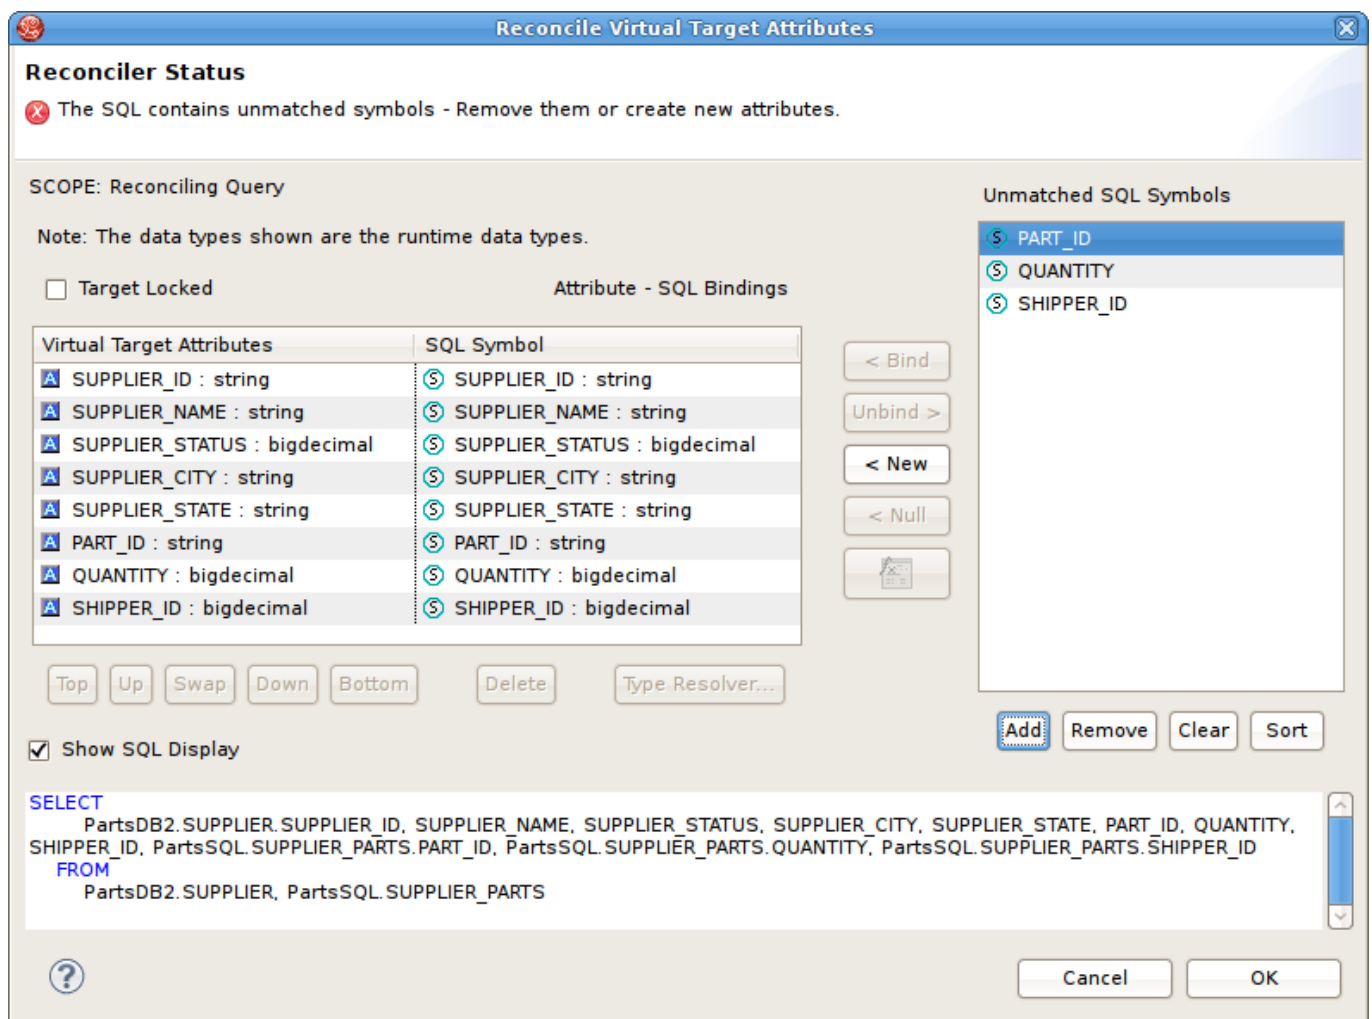 Reconcile Virtual Target Attributes
Reconciler Status
The SQL contains unmatched symbols - Remove them or create new attributes.
SCOPE: Reconciling Query
Unmatched SQL Symbols
Note: The data types shown are the runtime data types.
PART_ID
QUANTITY
SHIPPER_ID
Target Locked
Attribute - SQL Bindings
Virtual Target Attributes SQL Symbol
SUPPLIER_ID : string SUPPLIER_ID : string
SUPPLIER_NAME : string SUPPLIER_NAME : string
SUPPLIER_STATUS : bigdecimal SUPPLIER_STATUS : bigdecimal
SUPPLIER_CITY : string SUPPLIER_CITY : string
SUPPLIER_STATE : string SUPPLIER_STATE : string
PART_ID : string PART_ID : string
QUANTITY : bigdecimal QUANTITY : bigdecimal
SHIPPER_ID : bigdecimal SHIPPER_ID : bigdecimal
< Bind
Unbind >
< New
< Null
Top Up Swap Down Bottom Delete Type Resolver...
Add Remove Clear Sort
Show SQL Display
SELECT
PartsDB2.SUPPLIER.SUPPLIER_ID, SUPPLIER_NAME, SUPPLIER_STATUS, SUPPLIER_CITY, SUPPLIER_STATE, PART_ID, QUANTITY,
SHIPPER_ID, PartsSQL.SUPPLIER_PARTS.PART_ID, PartsSQL.SUPPLIER_PARTS.QUANTITY, PartsSQL.SUPPLIER_PARTS.SHIPPER_ID
FROM
PartsDB2.SUPPLIER, PartsSQL.SUPPLIER_PARTS
Cancel OK